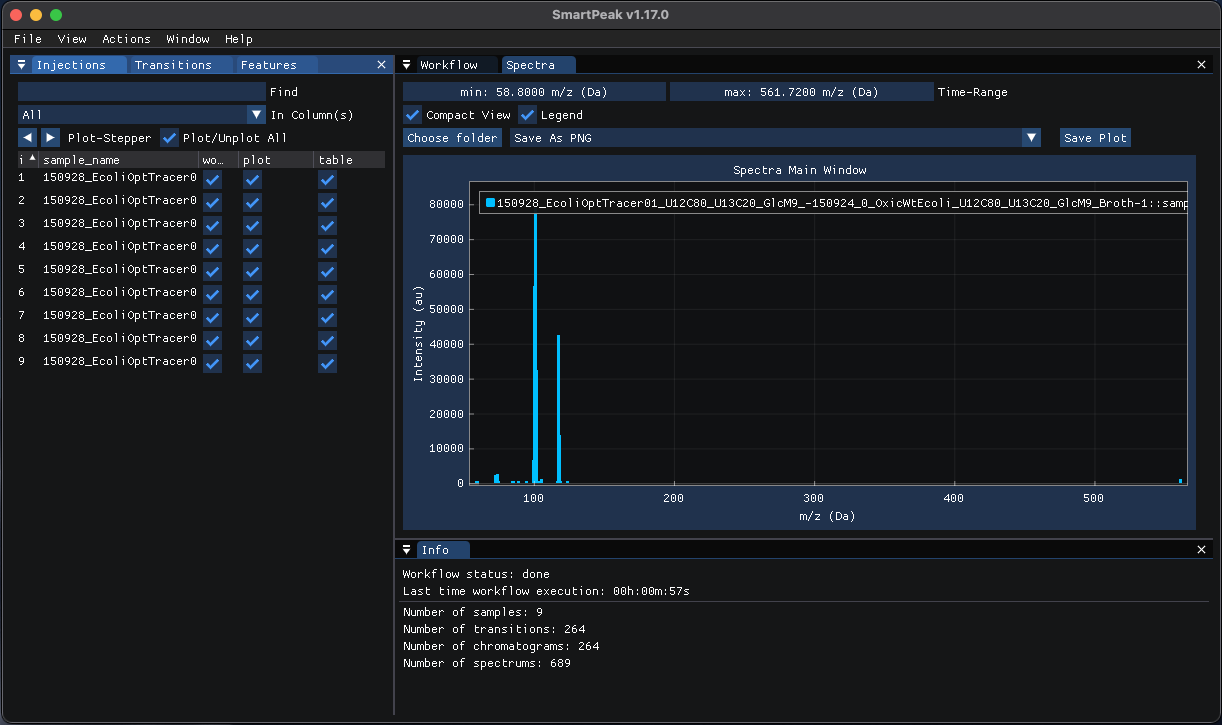 SmartPeak v1.17.0
File View Actions Window Help
Injections Transitions Features
Find
All In Column(s)
Plot-Stepper Plot/Unplot All
i sample_name wo… plot table
1 150928_EcoliOptTracer0
2 150928_EcoliOptTracer0
3 150928_EcoliOptTracer0
4 150928_EcoliOptTracer0
5 150928_EcoliOptTracer0
6 150928_EcoliOptTracer0
7 150928_EcoliOptTracer0
8 150928_EcoliOptTracer0
9 150928_EcoliOptTracer0
Workflow Spectra
min: 58.8000 m/z (Da) max: 561.7200 m/z (Da) Time-Range
Compact View Legend
Choose folder Save As PNG Save Plot
Spectra Main Window
150928_EcoliOptTracer01_U12C80_U13C20_GlcM9_-150924_0_OxicWtEcoli_U12C80_U13C20_GlcM9_Broth-1::samp
80000
70000
60000
50000
40000
30000
20000
10000
0
Intensity (au)
100 200 300 400 500
m/z (Da)
Info
Workflow status: done
Last time workflow execution: 00h:00m:57s
Number of samples: 9
Number of transitions: 264
Number of chromatograms: 264
Number of spectrums: 689